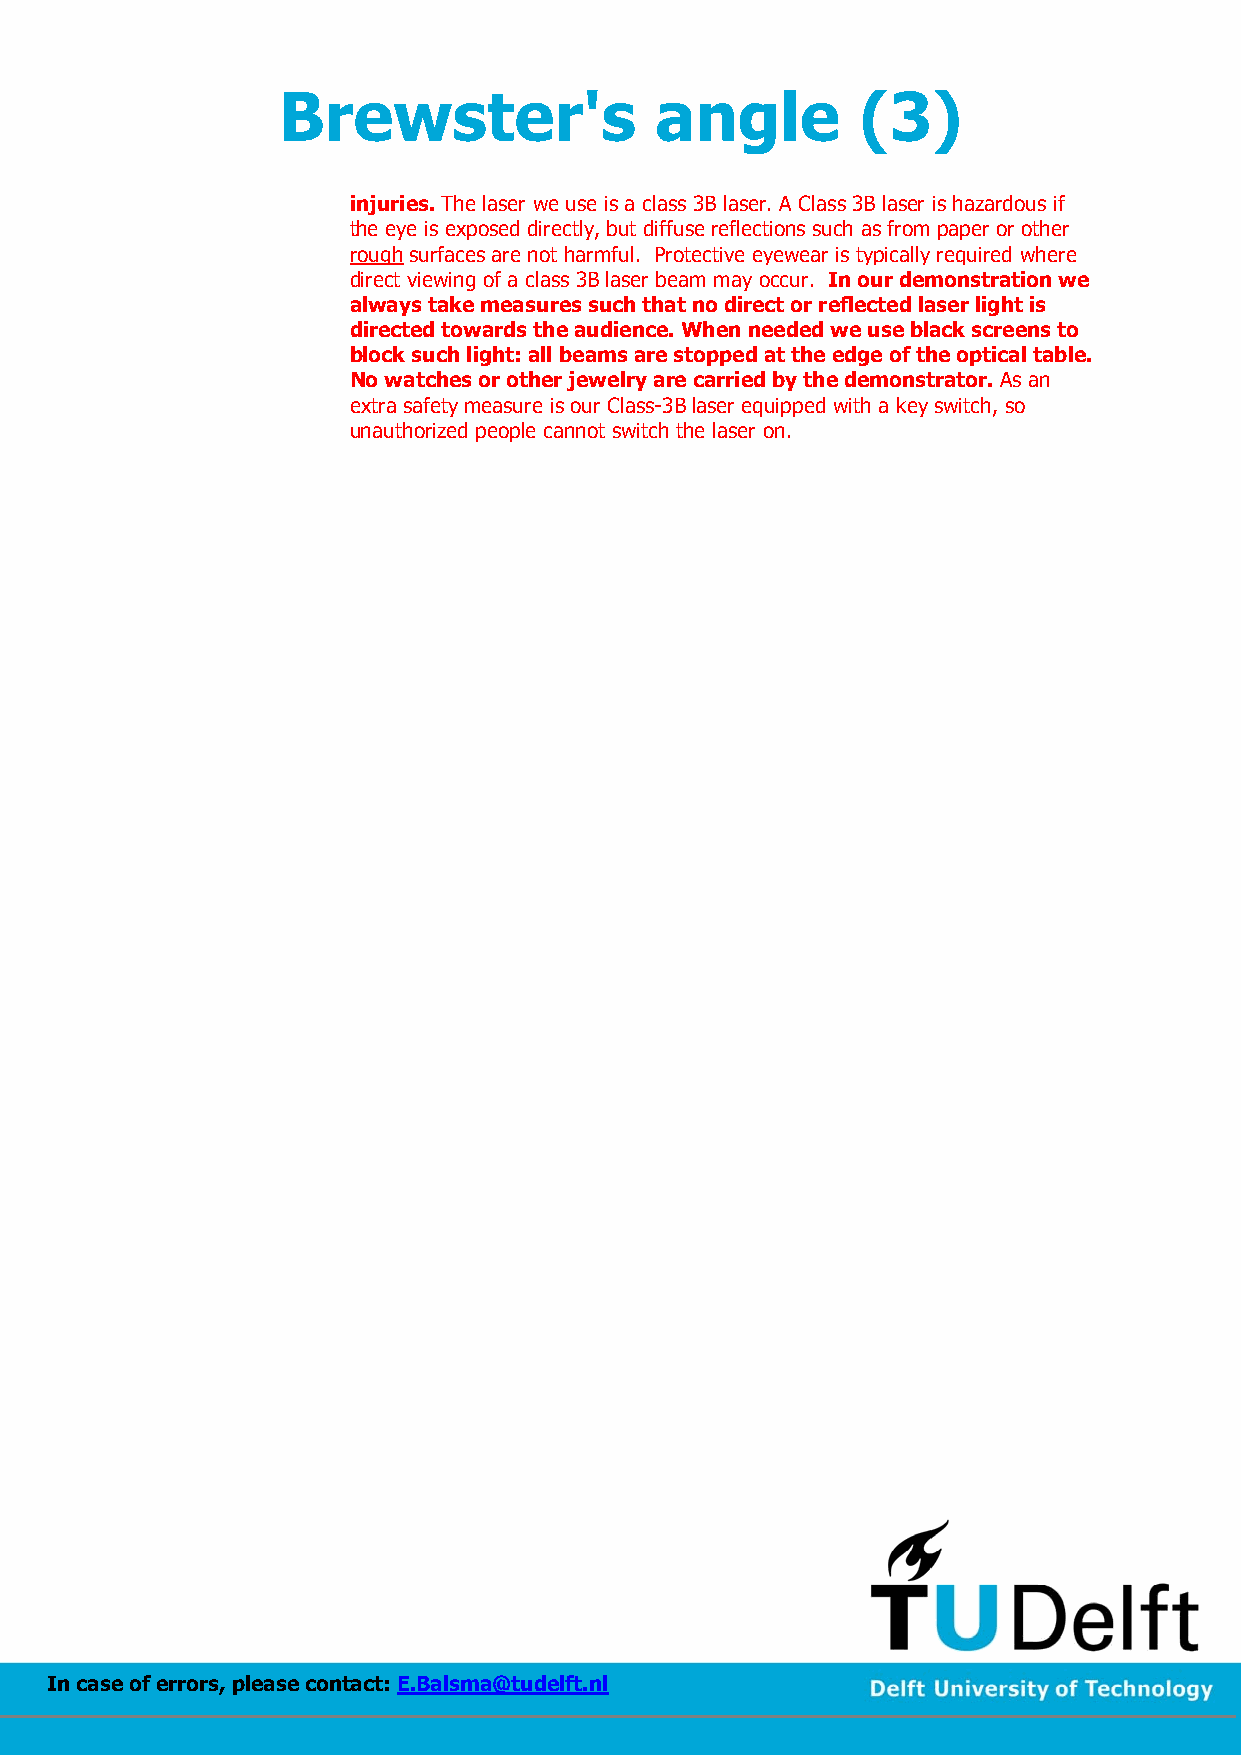 Brewster's angle (3)
injuries. The laser we use is a class 3B laser. A Class 3B laser is hazardous if
the eye is exposed directly, but diffuse reflections such as from paper or other
rough surfaces are not harmful.  Protective eyewear is typically required where
direct viewing of a class 3B laser beam may occur.  In our demonstration we
always take measures such that no direct or reflected laser light is
directed towards the audience. When needed we use black screens to
block such light: all beams are stopped at the edge of the optical table.
No watches or other jewelry are carried by the demonstrator. As an
extra safety measure is our Class-3B laser equipped with a key switch, so
unauthorized people cannot switch the laser on.
TUDelft
In case of errors, please contact: E.Balsma@tudelft.nl
Delft University of Technology